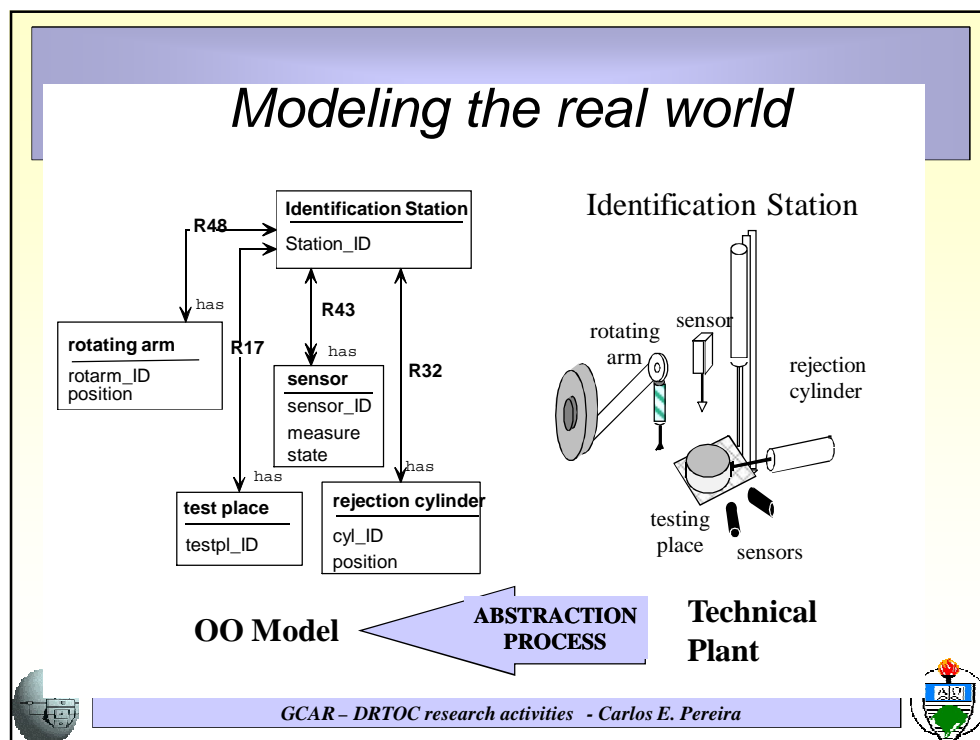 Modeling the real world
Identification Station
Station_ID
R48
has
rotating arm
rotarm_ID
position
R17
R43
has
sensor
sensor_ID
measure
state
R32
has
test place
testpl_ID
has
rejection cylinder
cyl_ID
position
Identification Station
rotating
arm
sensor
rejection
cylinder
testing
place
sensors
OO Model
ABSTRACTION
PROCESS
Technical
Plant
GCAR – DRTOC research activities - Carlos E. Pereira